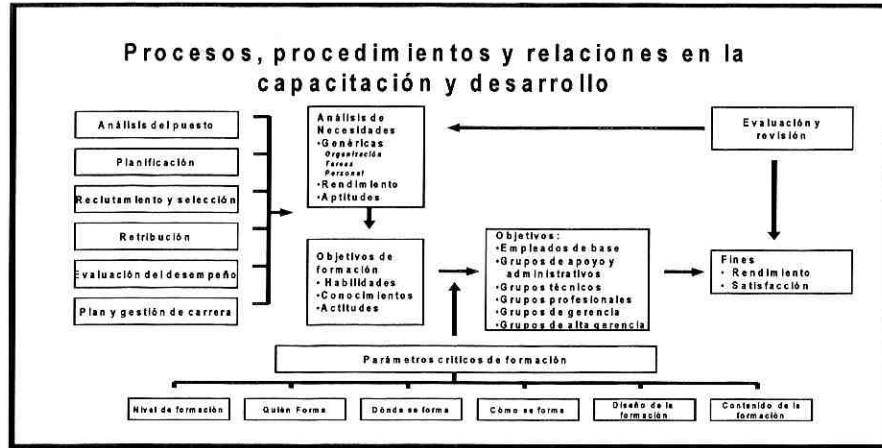 Procesos, procedimientos y relaciones en la
capacitación y desarrollo
Análisis del puesto
Planificación
Reclutamiento y selección
Retribución
Evaluación del desempeño
Plan y gestión de carrera
Análisis de
Necesidades
•Genéricas
Organización
Tareas
Personal
•Rendimiento
•Aptitudes
Evaluación y
revisión
Objetivos de
formación
• Habilidades
•Conocimientos
•Actitudes
Objetivos:
•Empleados de base
•Grupos de apoyo y
administrativos
•Grupos técnicos
•Grupos profesionales
•Grupos de gerencia
•Grupos de alta gerencia
Fines
• Rendimiento
• Satisfacción
Parámetros críticos de formación
Nivel de formación
Quién Forma
Dónde se forma
Cómo se forma
Diseño de la
formación
Contenido de la
formación